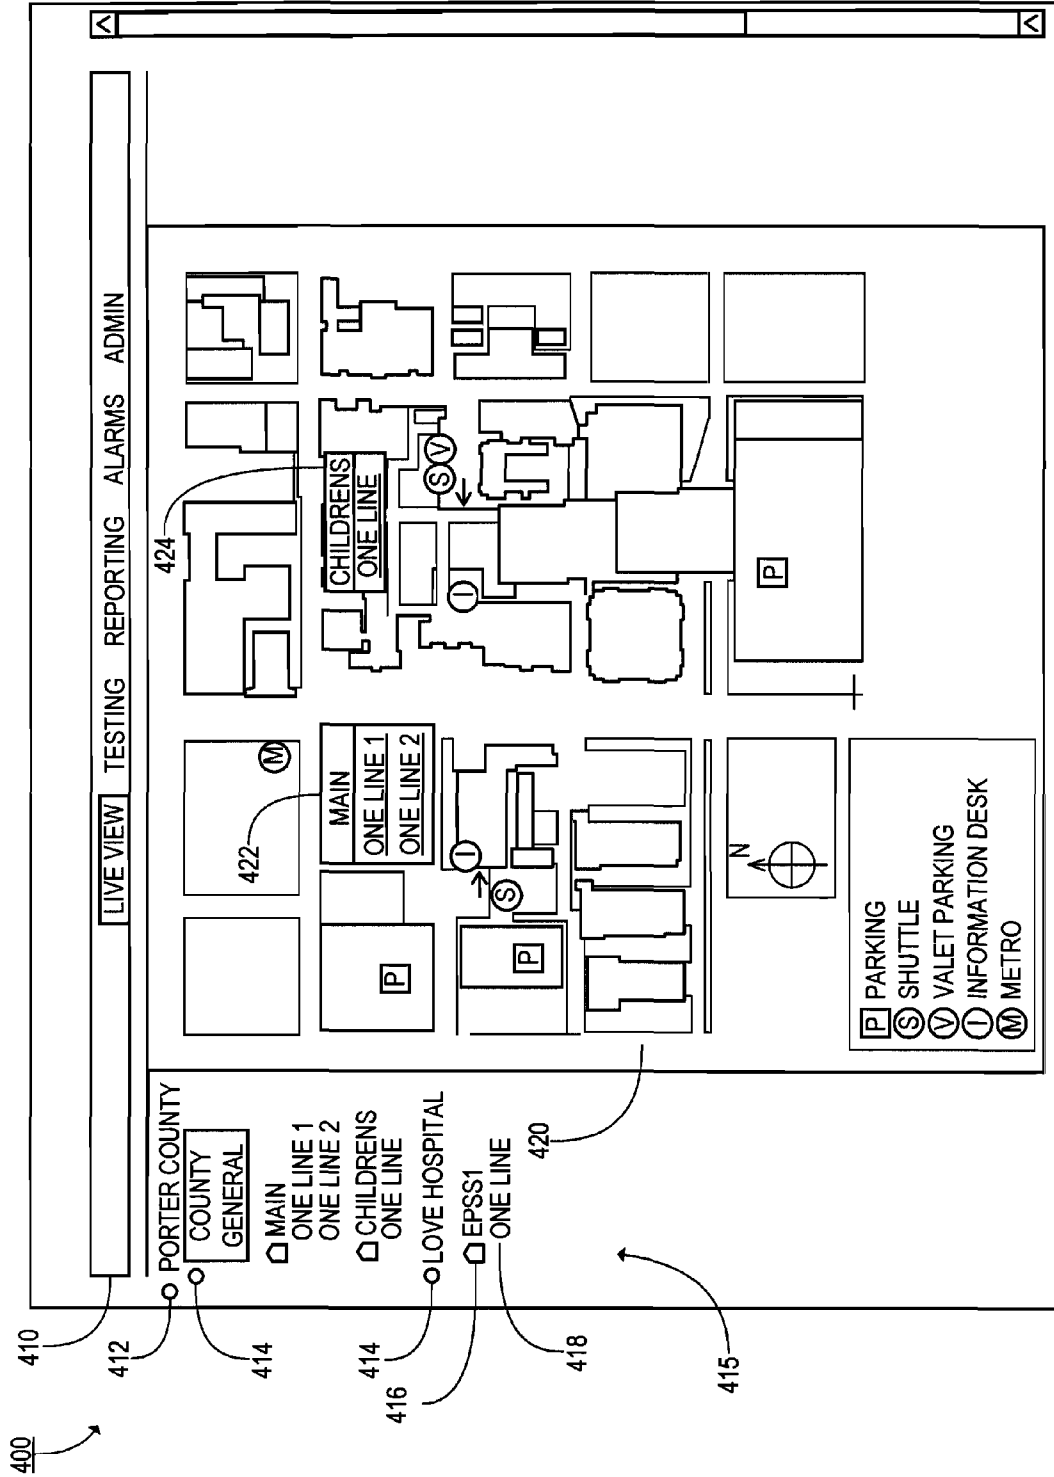 400
410
LIVE VIEW TESTING REPORTING ALARMS ADMIN
412
PORTER COUNTY
414
COUNTY
GENERAL
MAIN
ONE LINE 1
ONE LINE 2
CHILDRENS
ONE LINE
414
LOVE HOSPITAL
416
EPSS1
418
ONE LINE
415
420
422
424
M
MAIN
ONE LINE 1
ONE LINE 2
CHILDRENS
ONE LINE
P
I
S
P
I
S V
P
N
P PARKING
S SHUTTLE
V VALET PARKING
I INFORMATION DESK
M METRO